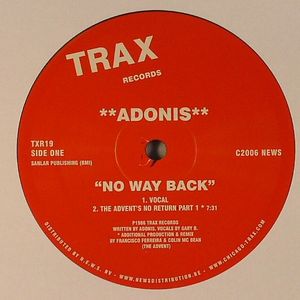 TRAX
RECORDS
**ADONIS**
TXR19
SIDE ONE
SANLAR PUBLISHING (BMI)
C2006 NEWS
"NO WAY BACK"
1. VOCAL
2. THE ADVENT'S NO RETURN PART 1 * 7:31
P1986 TRAX RECORDS
WRITTEN BY ADONIS, VOCALS BY GARY B.
* ADDITIONAL PRODUCTION & REMIX
BY FRANCISCO FERREIRA & COLIN MC BEAN
(THE ADVENT)
DISTRIBUTED BY N.E.W.S. NV - WWW.NEWSDISTRIBUTION.BE - WWW.CHICAGO-TRAX.COM